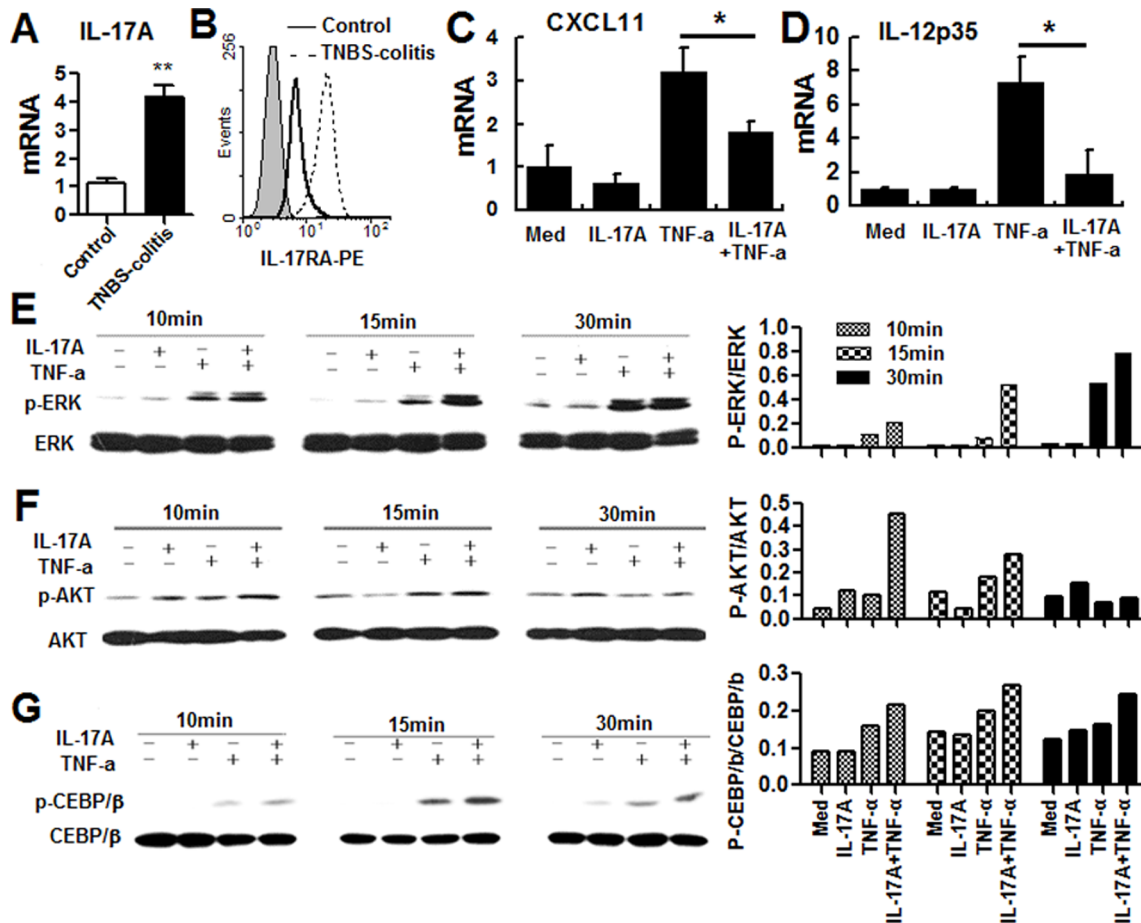 A
IL-17A
mRNA
5
4
3
2
1
0
**
Control
TNBS-colitis
B
Control
TNBS-colitis
256
Events
0
10⁰ 10¹ 10²
IL-17RA-PE
C
CXCL11
mRNA
4
3
2
1
0
*
Med IL-17A TNF-a IL-17A
+TNF-a
D
IL-12p35
mRNA
10
8
6
4
2
0
*
Med IL-17A TNF-a IL-17A
+TNF-a
E
10min 15min 30min
IL-17A − + − + − + − + − + − +
TNF-a − − + + − − + + − − + +
p-ERK
ERK
P-ERK/ERK
1.0
0.8
0.6
0.4
0.2
0.0
10min
15min
30min
F
10min 15min 30min
IL-17A − + − + − + − + − + − +
TNF-a − − + + − − + + − − + +
p-AKT
AKT
P-AKT/AKT
0.5
0.4
0.3
0.2
0.1
0.0
G
10min 15min 30min
IL-17A − + − + − + − + − + − +
TNF-a − − + + − − + + − − + +
p-CEBP/β
CEBP/β
P-CEBP/b/CEBP/b
0.3
0.2
0.1
0.0
Med IL-17A TNF-α IL-17A+TNF-α Med IL-17A TNF-α IL-17A+TNF-α Med IL-17A TNF-α IL-17A+TNF-α